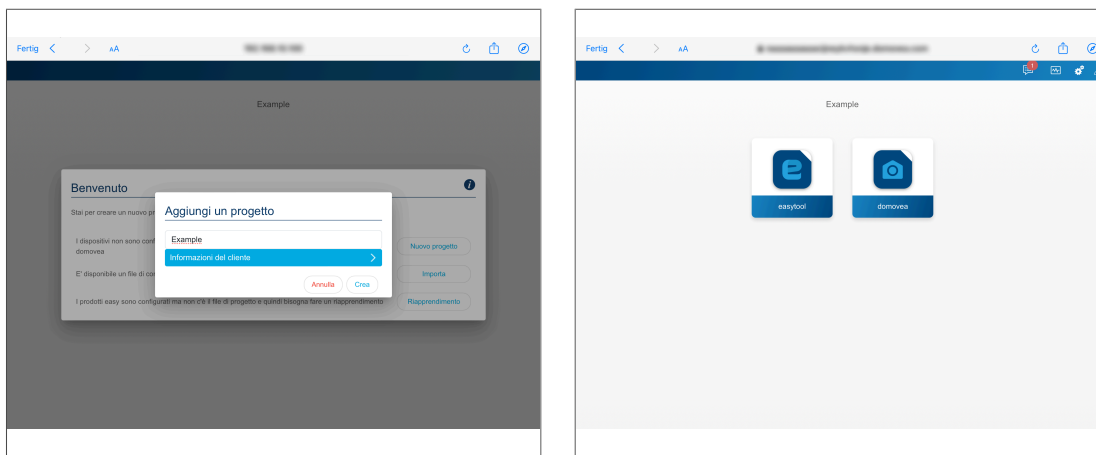 Fertig
AA
Example
Benvenuto
Stai per creare un nuovo pr
I dispositivi non sono conf
domovea
Nuovo progetto
E' disponibile un file di co
Importa
I prodotti easy sono configurati ma non c'è il file di progetto e quindi bisogna fare un riapprendimento
Riapprendimento
Aggiungi un progetto
Example
Informazioni del cliente
Annulla
Crea
Fertig
AA
1
Example
easytool
domovea